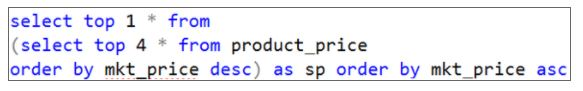 select top 1 * from
(select top 4 * from product_price
order by mkt_price desc) as sp order by mkt_price asc